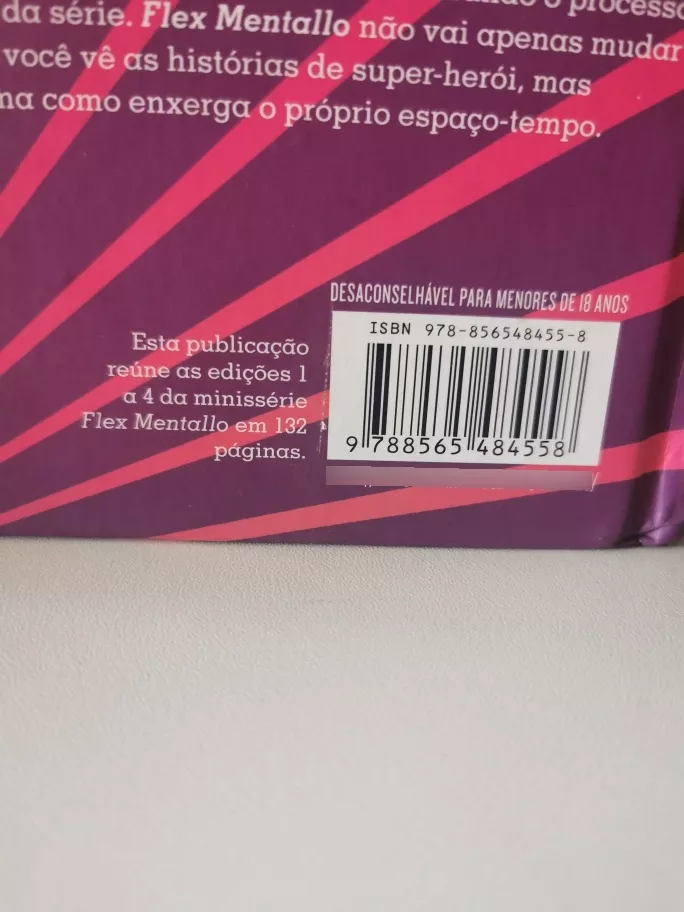 o processo
da série. Flex Mentallo não vai apenas mudar
você vê as histórias de super-herói, mas
como enxerga o próprio espaço-tempo.
DESACONSELHÁVEL PARA MENORES DE 18 ANOS
ISBN 978-856548455-8
9 788565 484558
Esta publicação
reúne as edições 1
a 4 da minissérie
Flex Mentallo em 132
páginas.